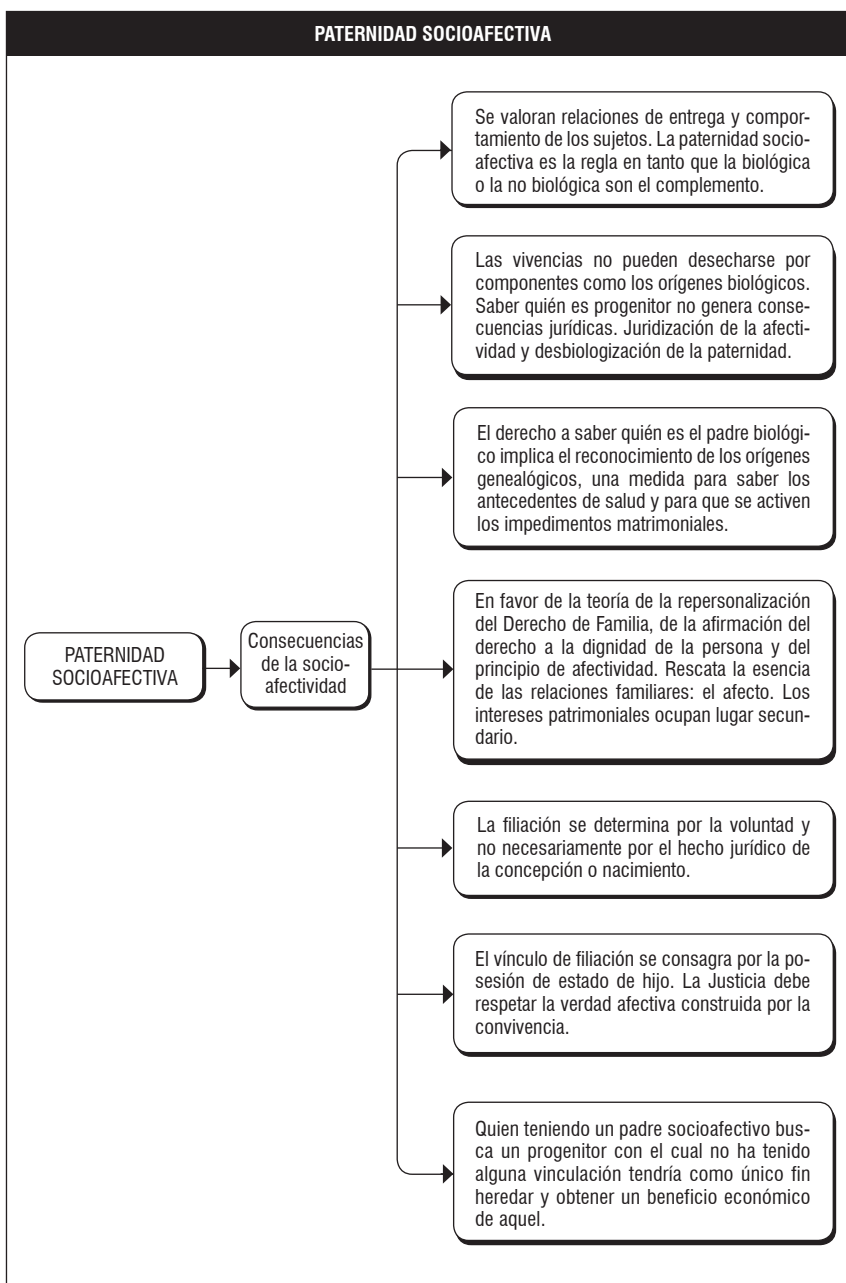 PATERNIDAD SOCIOAFECTIVA
Se valoran relaciones de entrega y compor-
tamiento de los sujetos. La paternidad socio-
afectiva es la regla en tanto que la biológica
o la no biológica son el complemento.
Las vivencias no pueden desecharse por
componentes como los orígenes biológicos.
Saber quién es progenitor no genera conse-
cuencias jurídicas. Juridización de la afecti-
vidad y desbiologización de la paternidad.
El derecho a saber quién es el padre biológi-
co implica el reconocimiento de los orígenes
genealógicos, una medida para saber los
antecedentes de salud y para que se activen
los impedimentos matrimoniales.
PATERNIDAD
SOCIOAFECTIVA
Consecuencias
de la socio-
afectividad
En favor de la teoría de la repersonalización
del Derecho de Familia, de la afirmación del
derecho a la dignidad de la persona y del
principio de afectividad. Rescata la esencia
de las relaciones familiares: el afecto. Los
intereses patrimoniales ocupan lugar secun-
dario.
La filiación se determina por la voluntad y
no necesariamente por el hecho jurídico de
la concepción o nacimiento.
El vínculo de filiación se consagra por la po-
sesión de estado de hijo. La Justicia debe
respetar la verdad afectiva construida por la
convivencia.
Quien teniendo un padre socioafectivo bus-
ca un progenitor con el cual no ha tenido
alguna vinculación tendría como único fin
heredar y obtener un beneficio económico
de aquel.